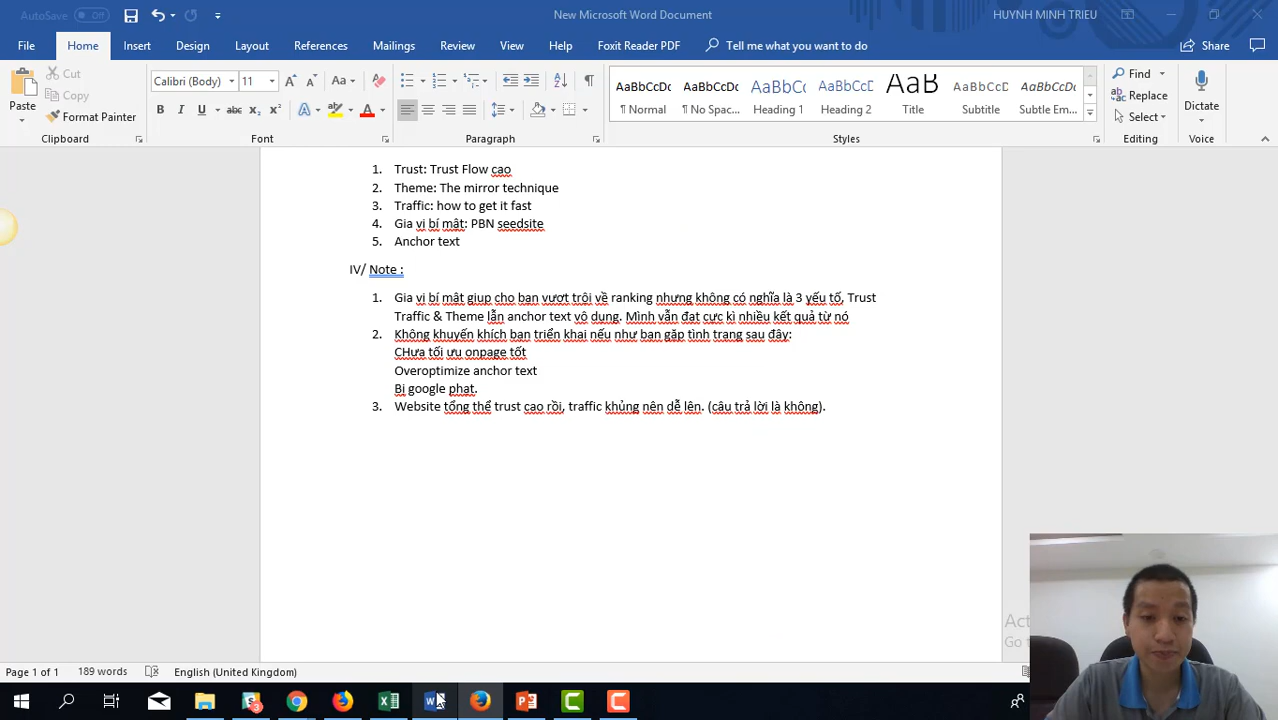 AutoSave Off
New Microsoft Word Document
HUYNH MINH TRIEU
File Home Insert Design Layout References Mailings Review View Help Foxit Reader PDF Tell me what you want to do Share
Paste
Cut
Copy
Format Painter
Clipboard
Calibri (Body) 11
Font
Paragraph
AaBbCcDc AaBbCcDc AaBbCc AaBbCcC AaB AaBbCcD AaBbCcDc
¶ Normal ¶ No Spac... Heading 1 Heading 2 Title Subtitle Subtle Em...
Styles
Find
Replace
Select
Editing
Dictate
Voice
1. Trust: Trust Flow cao
2. Theme: The mirror technique
3. Traffic: how to get it fast
4. Gia vị bí mật: PBN seedsite
5. Anchor text
IV/ Note :
1. Gia vị bí mật giup cho bạn vượt trội về ranking nhưng không có nghĩa là 3 yếu tố, Trust
Traffic & Theme lẫn anchor text vô dụng. Mình vẫn đạt cực kì nhiều kết quả từ nó
2. Không khuyến khích bạn triển khai nếu như bạn gặp tình trạng sau đây:
CHưa tối ưu onpage tốt
Overoptimize anchor text
Bị google phạt.
3. Website tổng thể trust cao rồi, traffic khủng nên dễ lên. (câu trả lời là không).
Page 1 of 1 189 words English (United Kingdom)